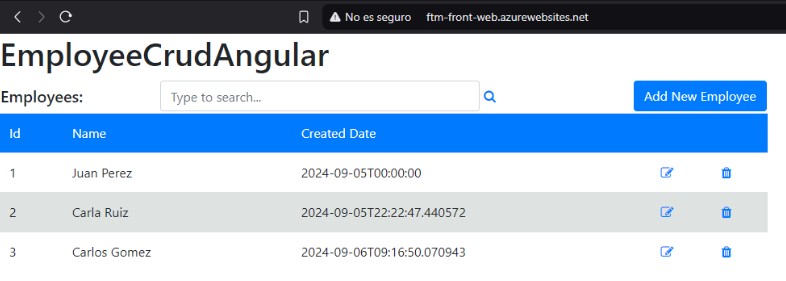 No es seguro ftm-front-web.azurewebsites.net
EmployeeCrudAngular
Employees: Type to search... Add New Employee
Id Name Created Date
1 Juan Perez 2024-09-05T00:00:00
2 Carla Ruiz 2024-09-05T22:22:47.440572
3 Carlos Gomez 2024-09-06T09:16:50.070943